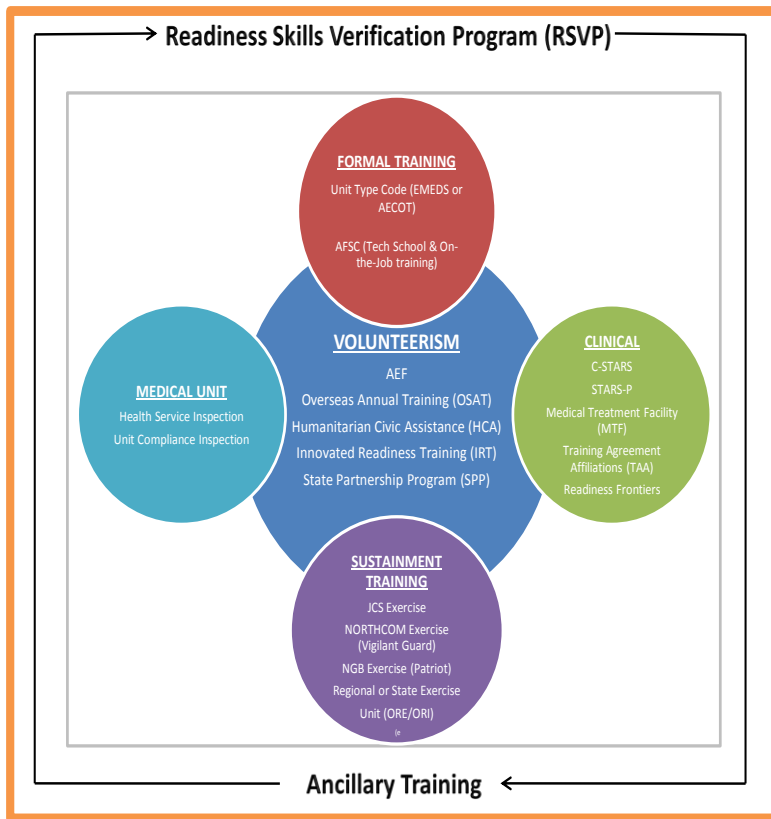 Readiness Skills Verification Program (RSVP)
FORMAL TRAINING
Unit Type Code (EMEDS or
AECOT)
AFSC (Tech School & On-
the-Job training)
VOLUNTEERISM
AEF
Overseas Annual Training (OSAT)
Humanitarian Civic Assistance (HCA)
Innovated Readiness Training (IRT)
State Partnership Program (SPP)
MEDICAL UNIT
Health Service Inspection
Unit Compliance Inspection
CLINICAL
C-STARS
STARS-P
Medical Treatment Facility
(MTF)
Training Agreement
Affiliations (TAA)
Readiness Frontiers
SUSTAINMENT
TRAINING
JCS Exercise
NORTHCOM Exercise
(Vigilant Guard)
NGB Exercise (Patriot)
Regional or State Exercise
Unit (ORE/ORI)
(e
Ancillary Training